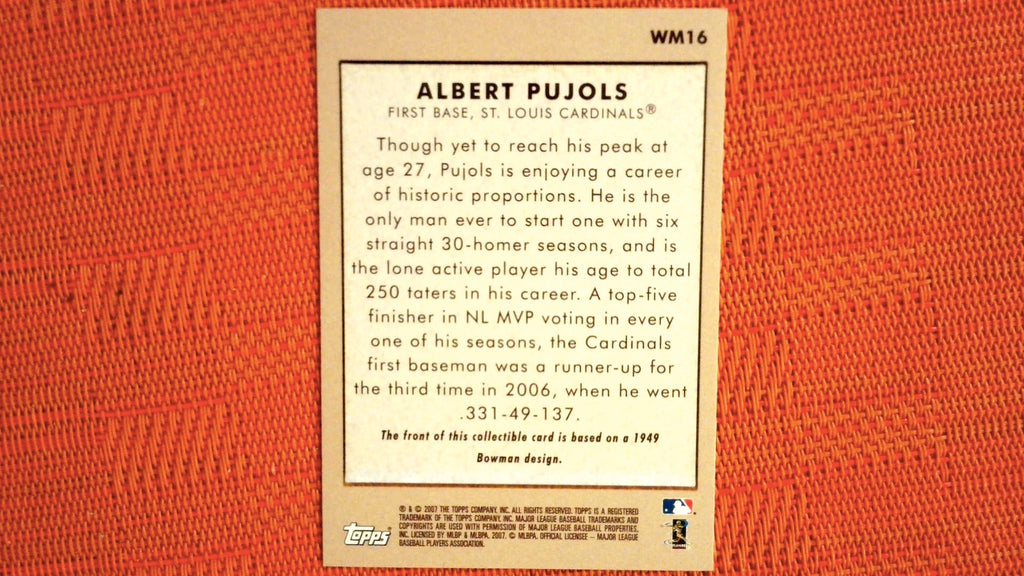 WM16
ALBERT PUJOLS
FIRST BASE, ST. LOUIS CARDINALS®
Though yet to reach his peak at
age 27, Pujols is enjoying a career
of historic proportions. He is the
only man ever to start one with six
straight 30-homer seasons, and is
the lone active player his age to total
250 taters in his career. A top-five
finisher in NL MVP voting in every
one of his seasons, the Cardinals
first baseman was a runner-up for
the third time in 2006, when he went
.331-49-137.
The front of this collectible card is based on a 1949
Bowman design.
® & © 2007 THE TOPPS COMPANY, INC. ALL RIGHTS RESERVED. TOPPS IS A REGISTERED
TRADEMARK OF THE TOPPS COMPANY, INC. MAJOR LEAGUE BASEBALL TRADEMARKS AND
COPYRIGHTS ARE USED WITH PERMISSION OF MAJOR LEAGUE BASEBALL PROPERTIES,
INC. LICENSED BY MLBP & MLBPA, 2007. © MLBPA. OFFICIAL LICENSEE – MAJOR LEAGUE
BASEBALL PLAYERS ASSOCIATION.
topps